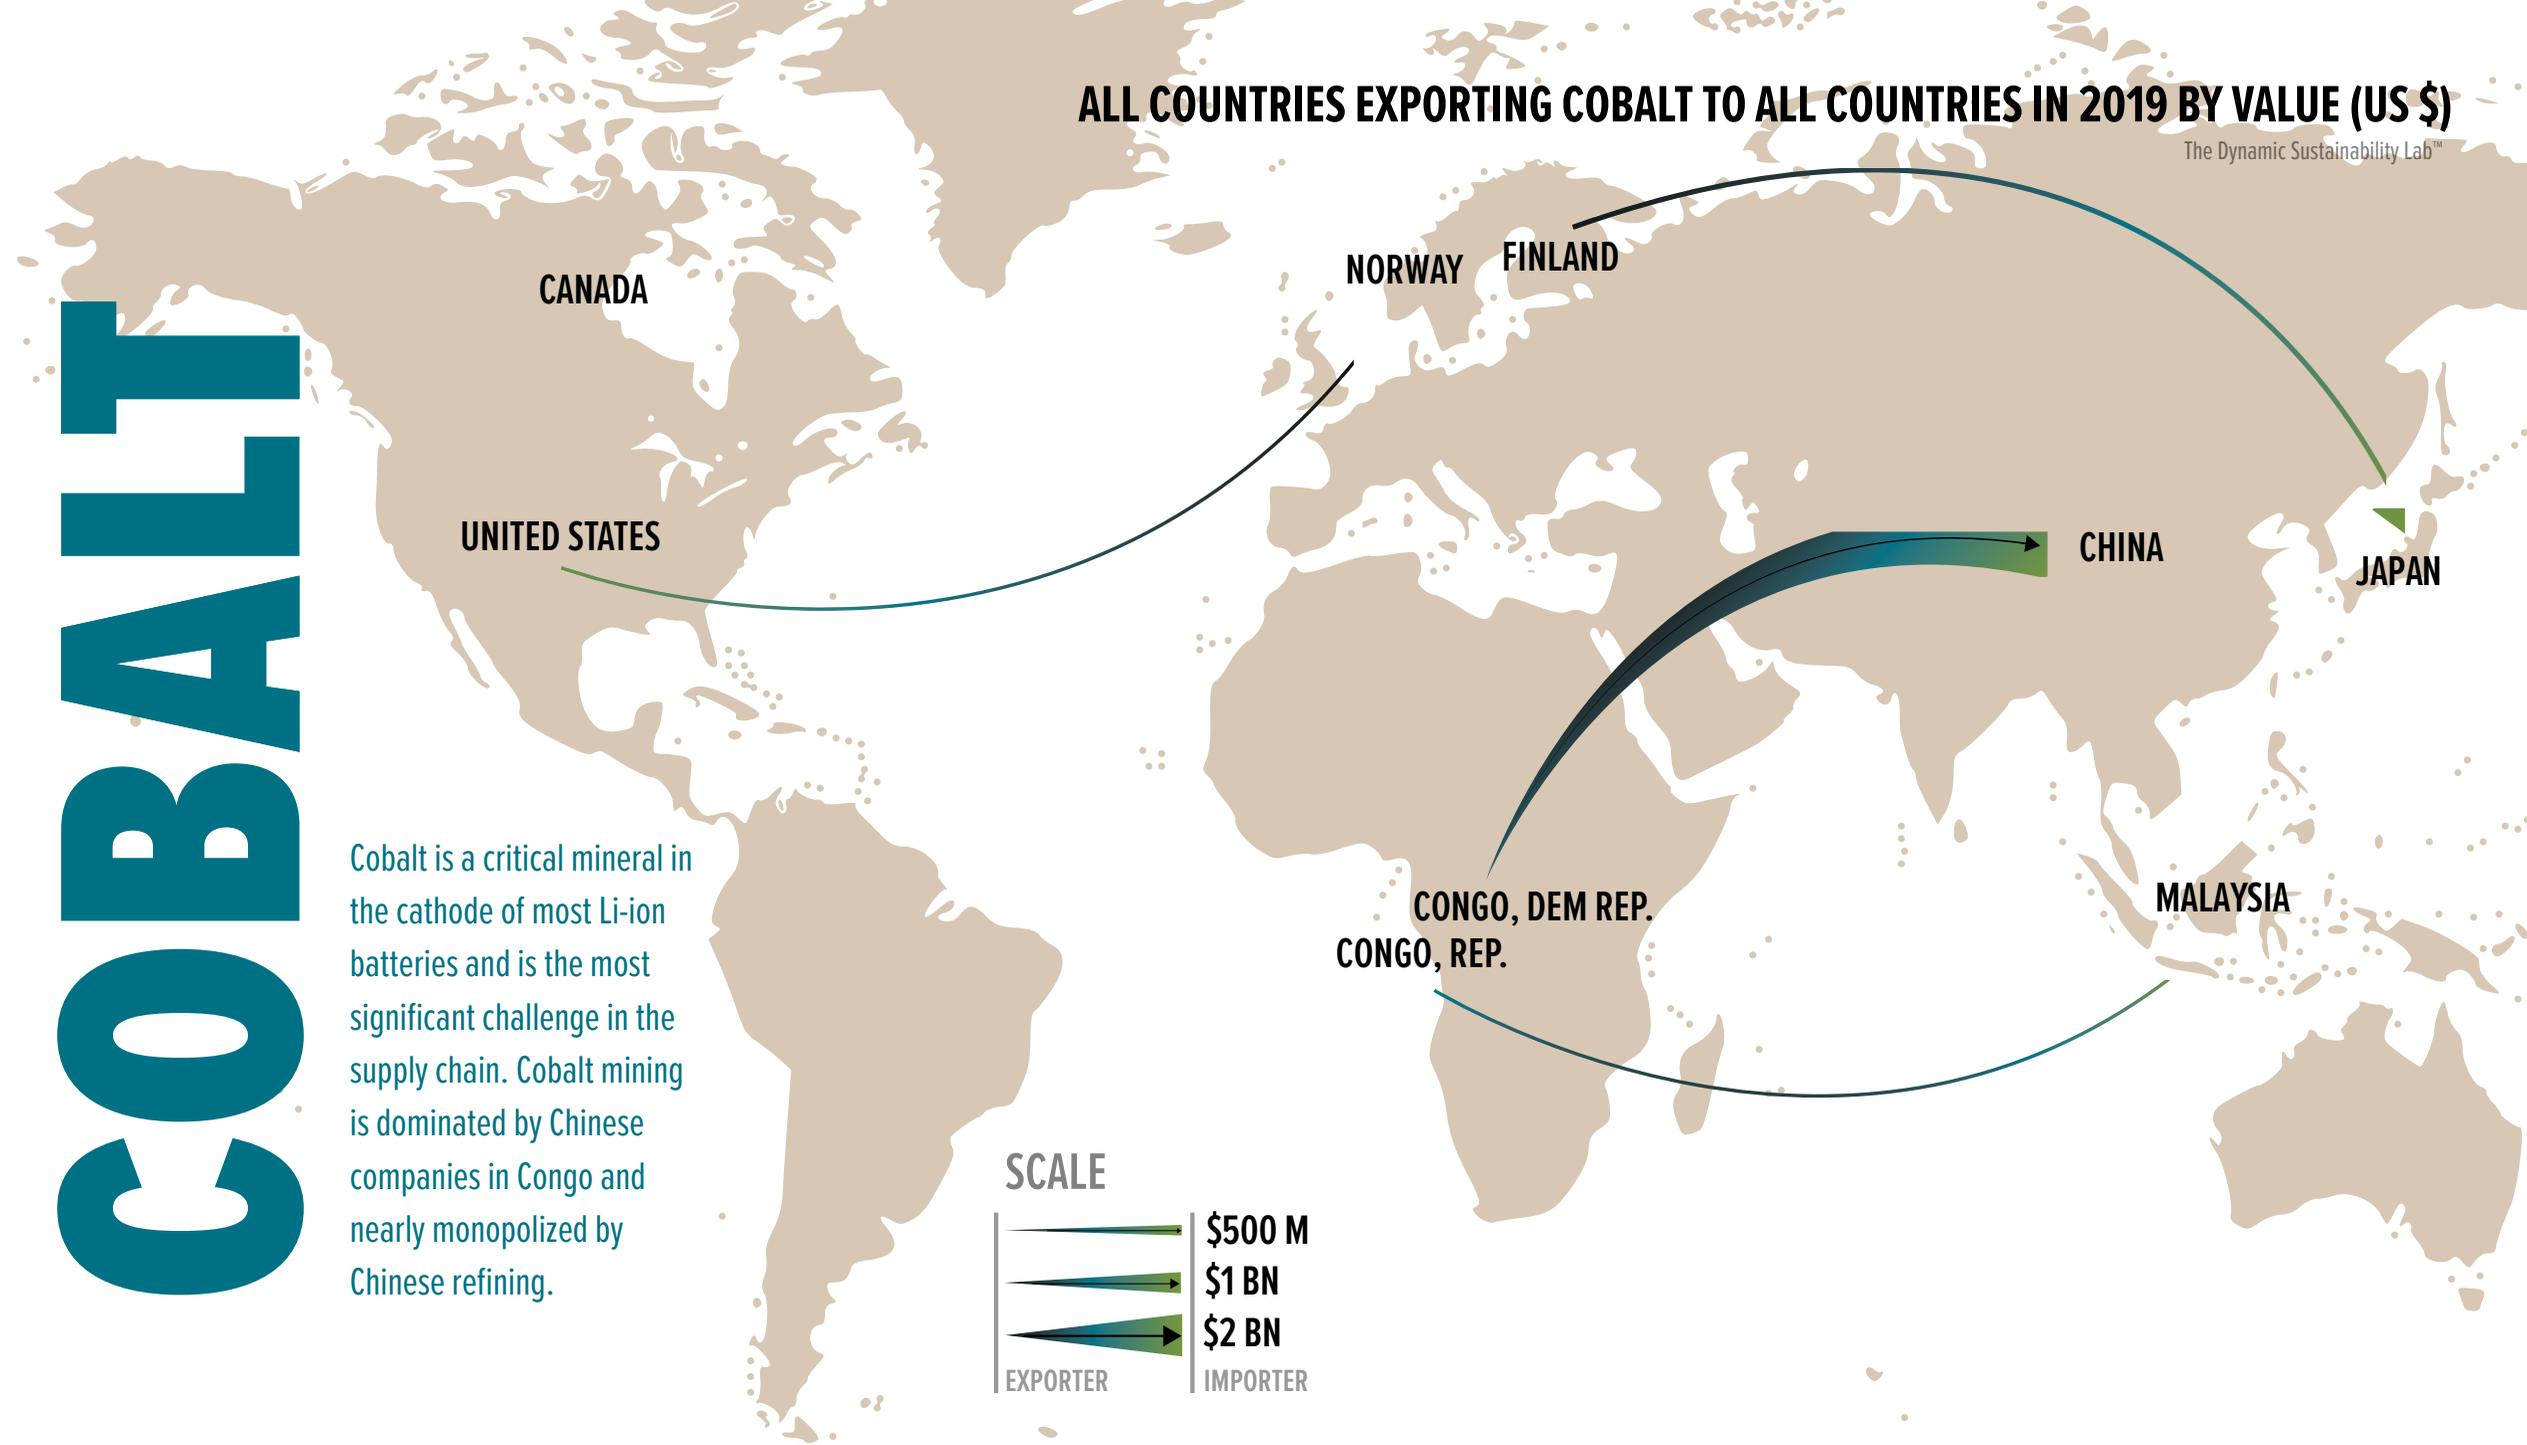 ALL COUNTRIES EXPORTING COBALT TO ALL COUNTRIES IN 2019 BY VALUE (US $)
The Dynamic Sustainability Lab™
COBALT
CANADA
NORWAY
FINLAND
UNITED STATES
CHINA
JAPAN
CONGO, DEM REP.
CONGO, REP.
MALAYSIA
Cobalt is a critical mineral in
the cathode of most Li-ion
batteries and is the most
significant challenge in the
supply chain. Cobalt mining
is dominated by Chinese
companies in Congo and
nearly monopolized by
Chinese refining.
SCALE
$500 M
$1 BN
$2 BN
EXPORTER
IMPORTER